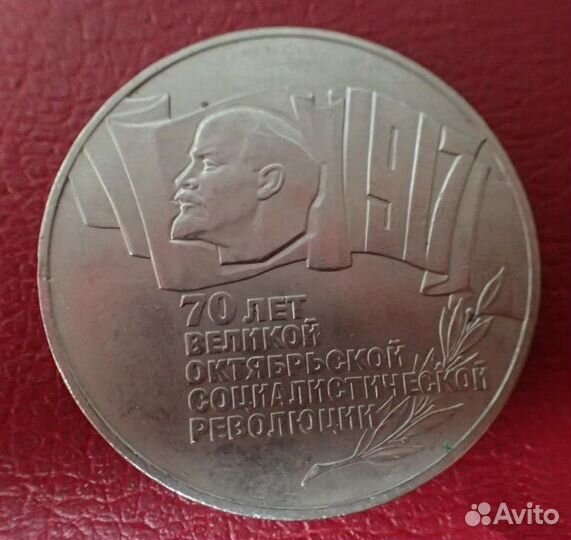 1917
70 ЛЕТ
ВЕЛИКОЙ
ОКТЯБРЬСКОЙ
СОЦИАЛИСТИЧЕСКОЙ
РЕВОЛЮЦИИ
Avito